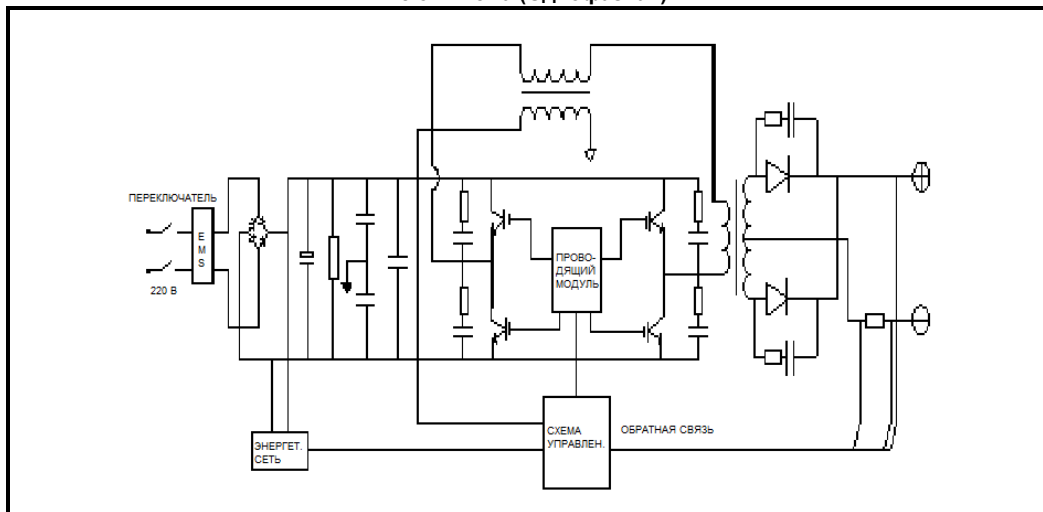 ПЕРЕКЛЮЧАТЕЛЬ
E
M
S
220 В
ПРОВО-
ДЯЩИЙ
МОДУЛЬ
ЭНЕРГЕТ.
СЕТЬ
СХЕМА
УПРАВЛЕН.
ОБРАТНАЯ СВЯЗЬ